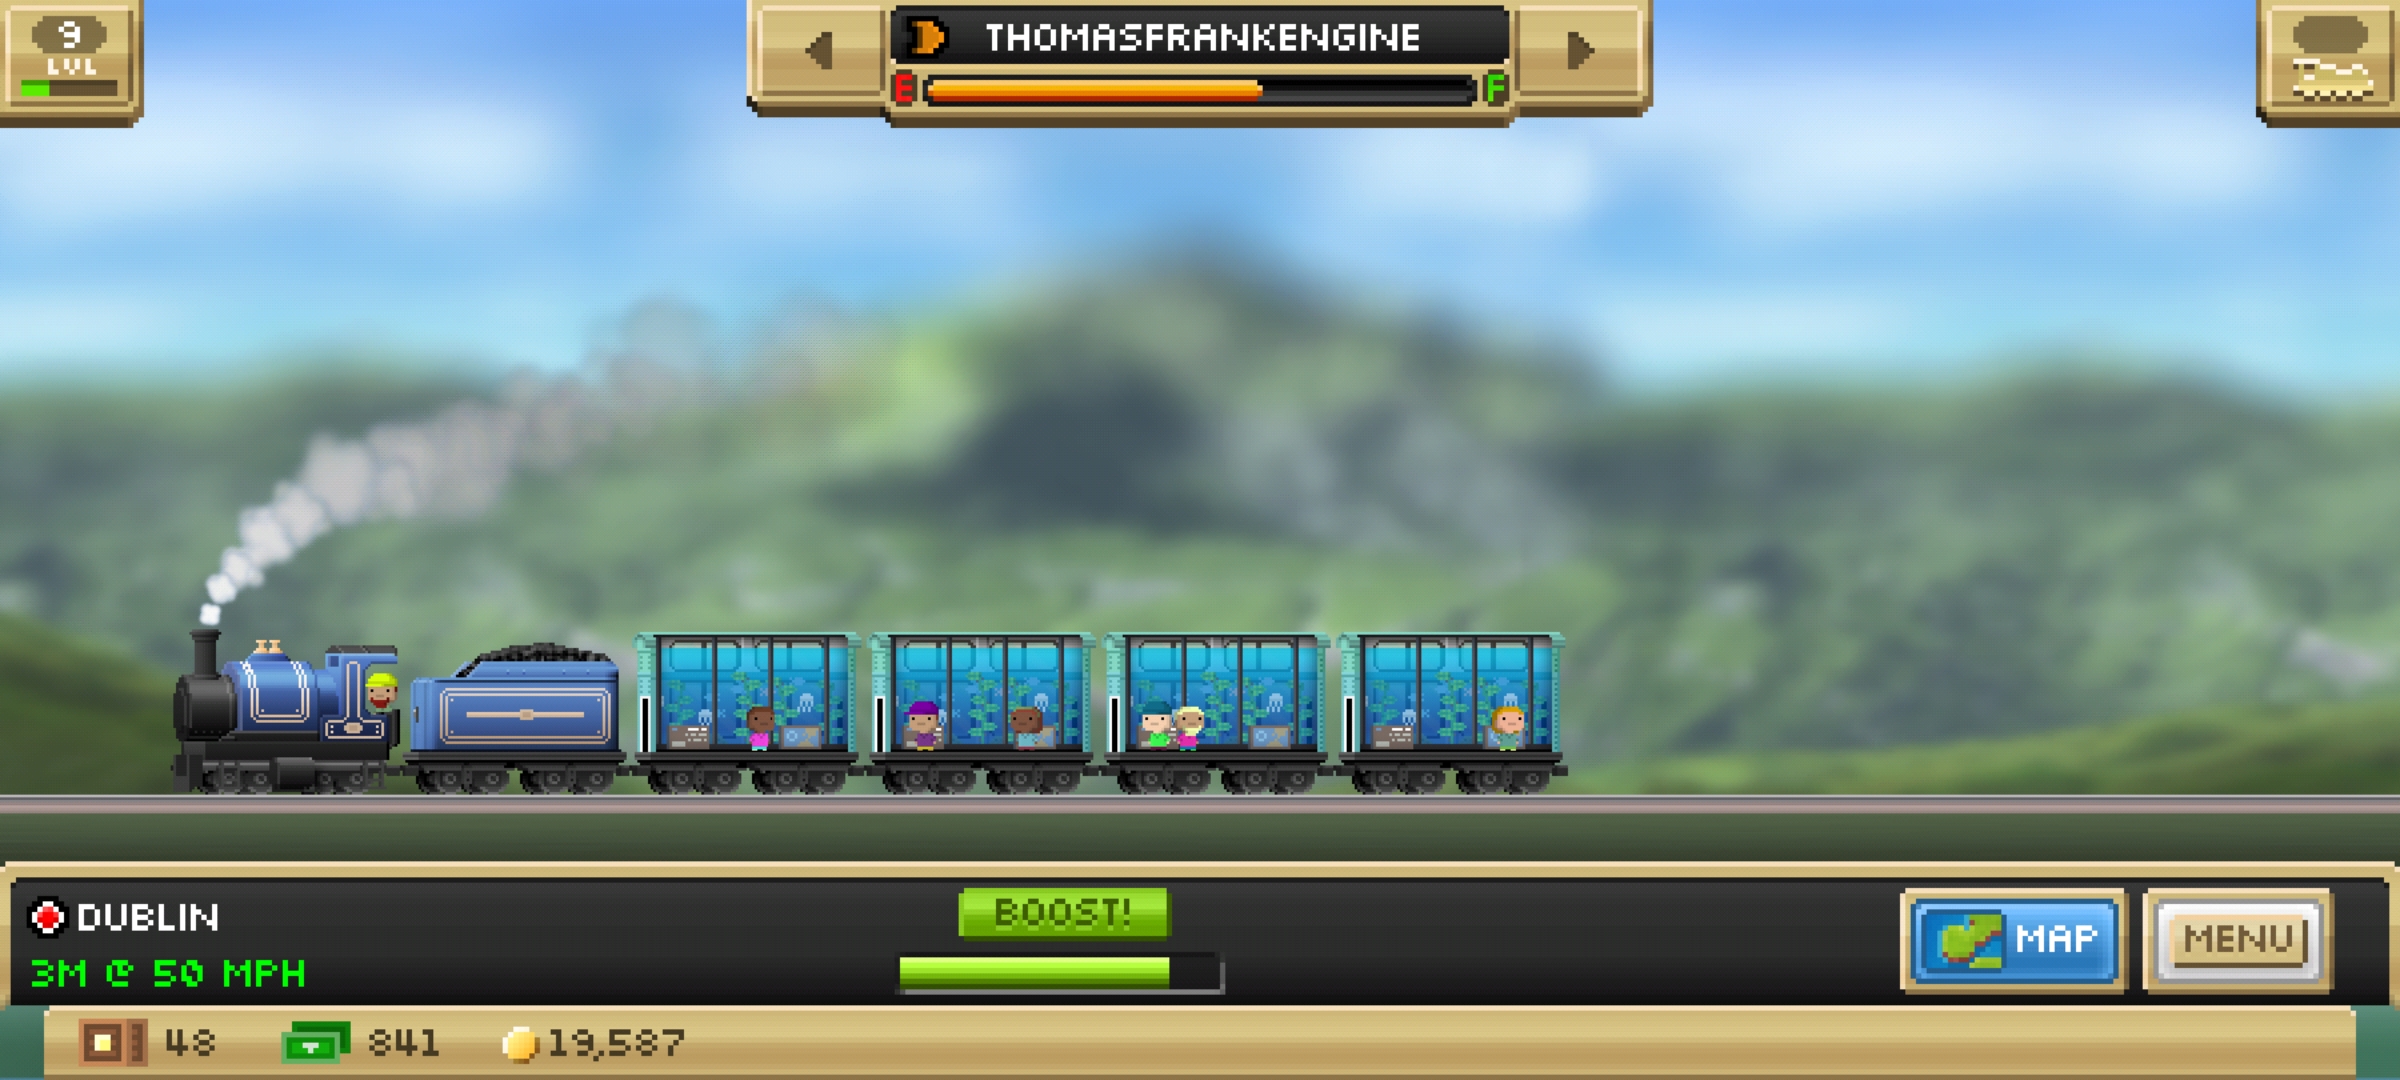 9
LVL
THOMASFRANKENGINE
E F
DUBLIN
3M @ 50 MPH
BOOST!
MAP
MENU
48 841 19,587